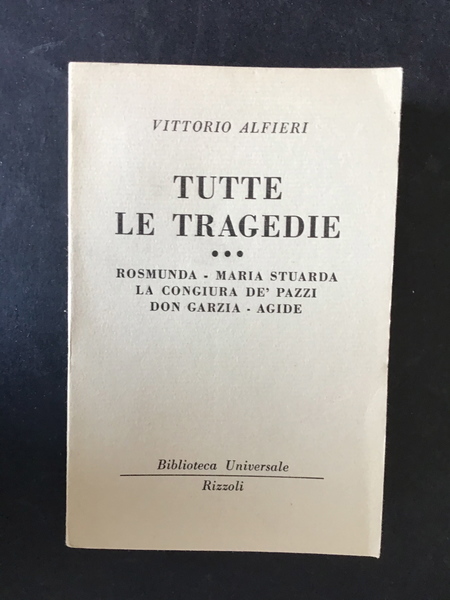 VITTORIO ALFIERI
TUTTE
LE TRAGEDIE
•••
ROSMUNDA - MARIA STUARDA
LA CONGIURA DE' PAZZI
DON GARZIA - AGIDE
Biblioteca Universale
Rizzoli